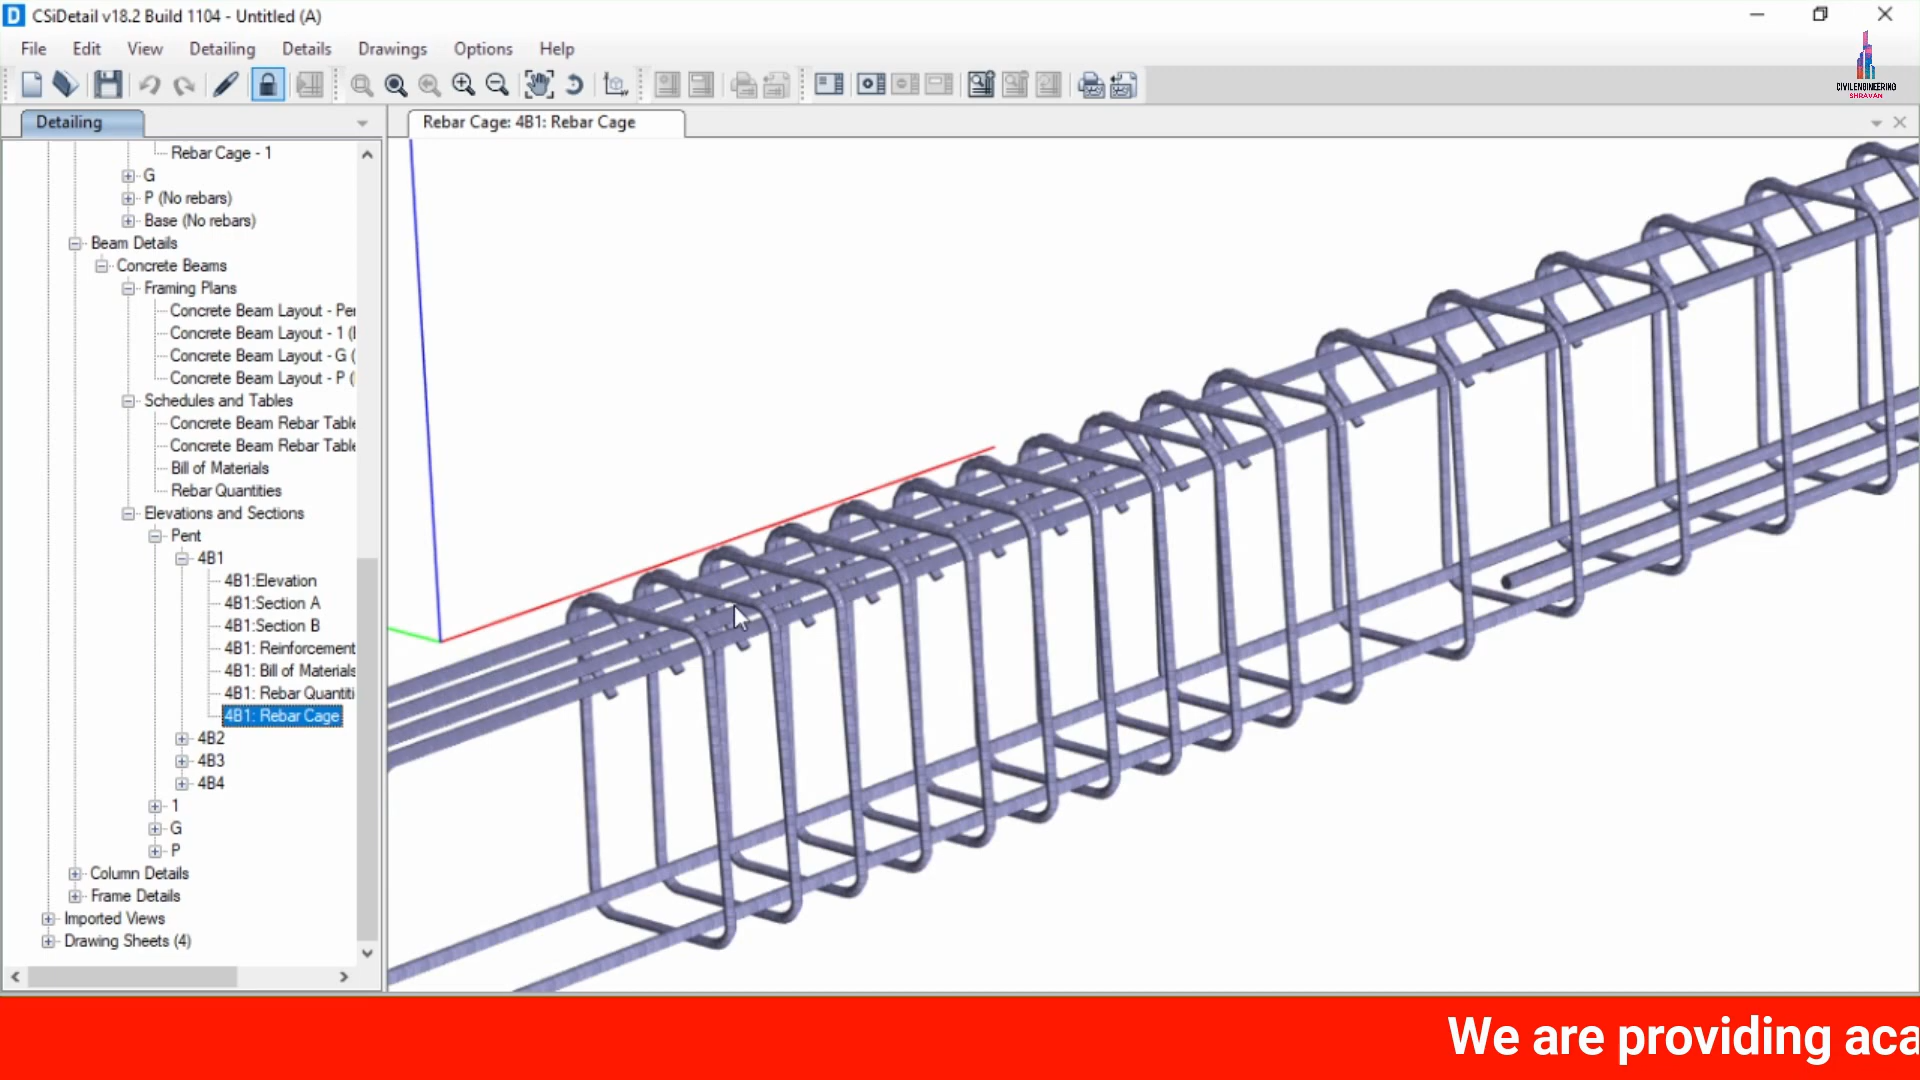 CSiDetail v18.2 Build 1104 - Untitled (A)
File Edit View Detailing Details Drawings Options Help
CIVILENGINEERING
SHRAVAN
Detailing
Rebar Cage: 4B1: Rebar Cage
Rebar Cage - 1
G
P (No rebars)
Base (No rebars)
Beam Details
Concrete Beams
Framing Plans
Concrete Beam Layout - Per
Concrete Beam Layout - 1 (I
Concrete Beam Layout - G (
Concrete Beam Layout - P (
Schedules and Tables
Concrete Beam Rebar Table
Concrete Beam Rebar Table
Bill of Materials
Rebar Quantities
Elevations and Sections
Pent
4B1
4B1:Elevation
4B1:Section A
4B1:Section B
4B1: Reinforcement
4B1: Bill of Materials
4B1: Rebar Quantiti
4B1: Rebar Cage
4B2
4B3
4B4
1
G
P
Column Details
Frame Details
Imported Views
Drawing Sheets (4)
We are providing aca